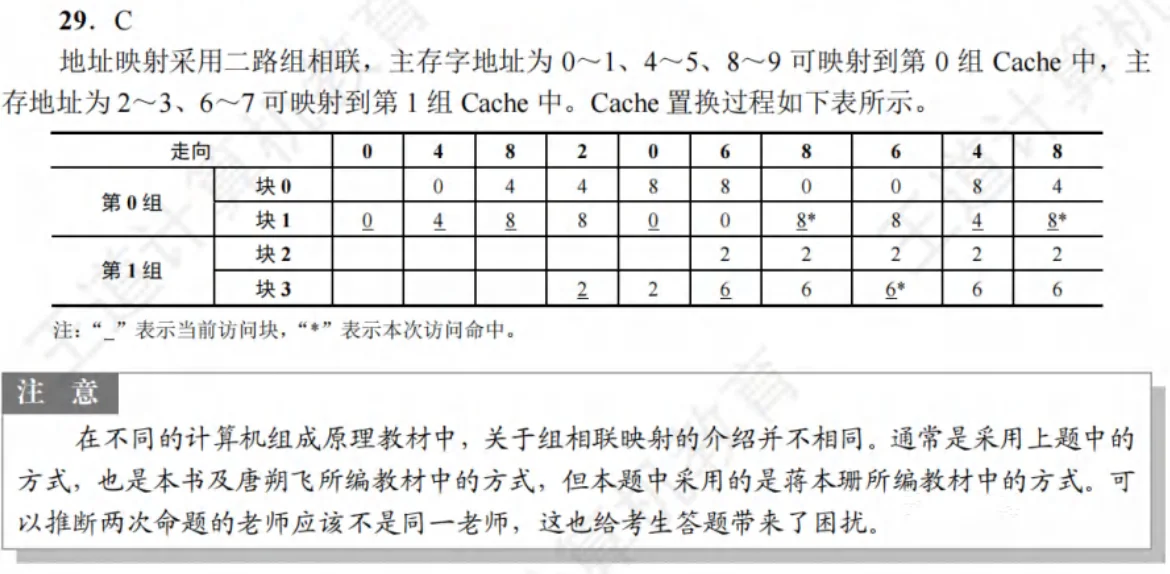 29. C
地址映射采用二路组相联，主存字地址为 0～1、4～5、8～9 可映射到第 0 组 Cache 中，主
存地址为 2～3、6～7 可映射到第 1 组 Cache 中。Cache 置换过程如下表所示。
走向 0 4 8 2 0 6 8 6 4 8
第 0 组 块 0 0 4 4 8 8 0 0 8 4
块 1 0 4 8 8 0 0 8* 8 4 8*
第 1 组 块 2 2 2 2 2 2
块 3 2 2 6 6 6* 6 6
注：“_”表示当前访问块，“*”表示本次访问命中。
注 意
在不同的计算机组成原理教材中，关于组相联映射的介绍并不相同。通常是采用上题中的
方式，也是本书及唐朔飞所编教材中的方式，但本题中采用的是蒋本珊所编教材中的方式。可
以推断两次命题的老师应该不是同一老师，这也给考生答题带来了困扰。
王道计算机教育